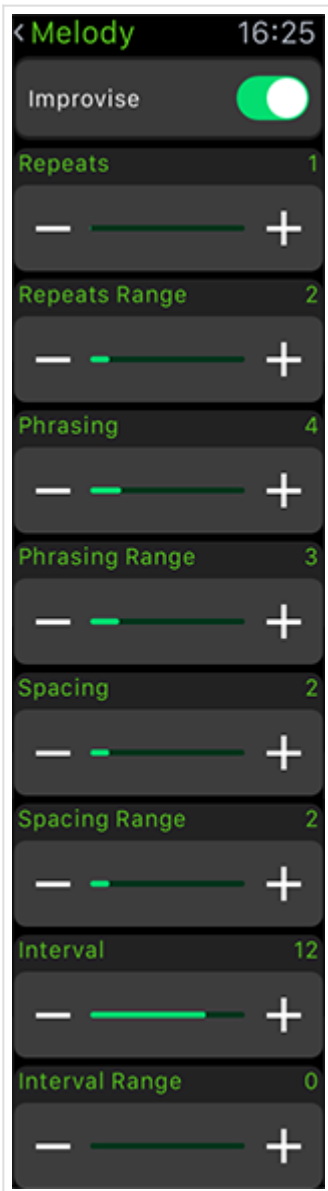 < Melody 16:25
Improvise
Repeats 1
Repeats Range 2
Phrasing 4
Phrasing Range 3
Spacing 2
Spacing Range 2
Interval 12
Interval Range 0